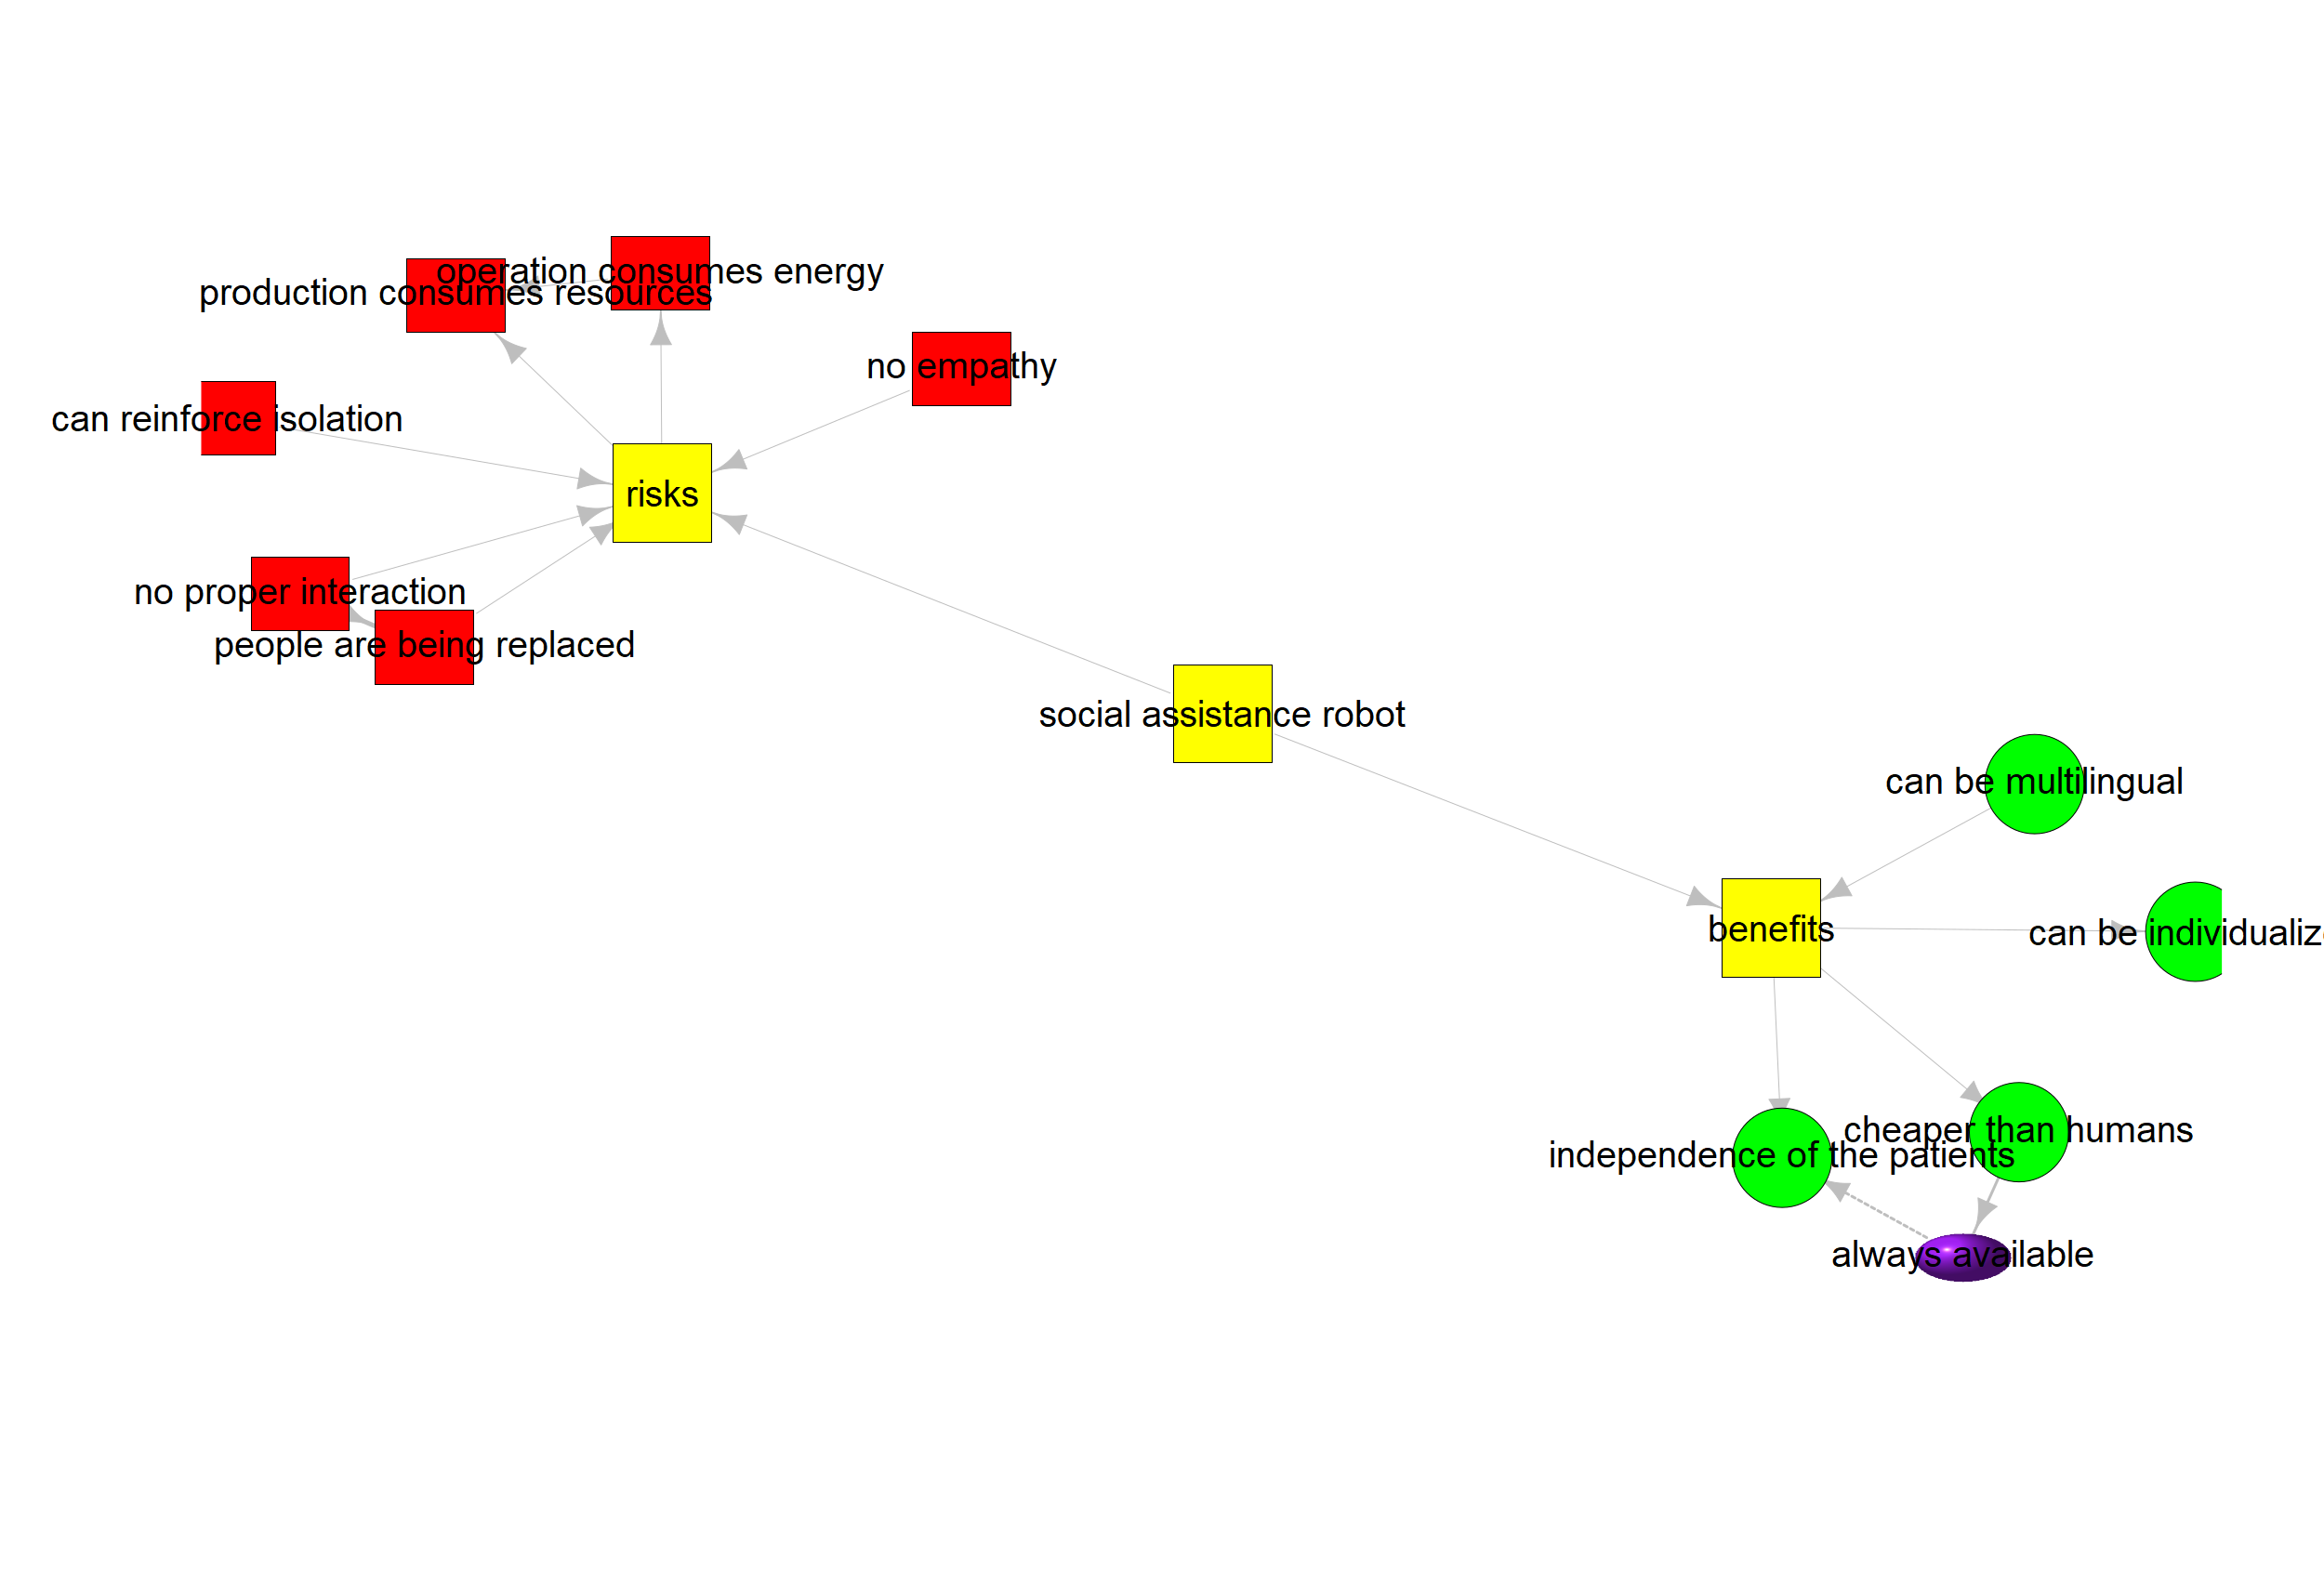 operation consumes energy
production consumes resources
no empathy
can reinforce isolation
risks
no proper interaction
people are being replaced
social assistance robot
can be multilingual
benefits
can be individualiz
cheaper than humans
independence of the patients
always available